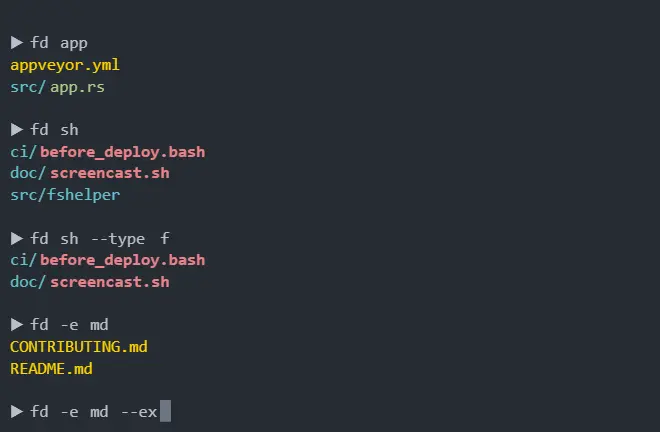 ▶ fd app
appveyor.yml
src/app.rs
▶ fd sh
ci/before_deploy.bash
doc/screencast.sh
src/fshelper
▶ fd sh --type f
ci/before_deploy.bash
doc/screencast.sh
▶ fd -e md
CONTRIBUTING.md
README.md
▶ fd -e md --ex